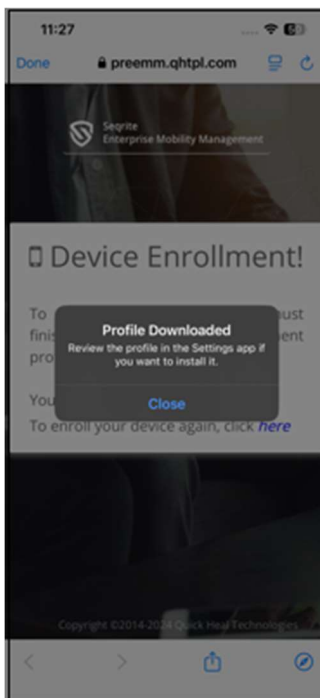 11:27
Done preemm.qhtpl.com
Seqrite
Enterprise Mobility Management
Device Enrollment!
To must
finis ent
pro
Profile Downloaded
Review the profile in the Settings app if
you want to install it.
Close
You
To enroll your device again, click here
Copyright ©2014-2024 Quick Heal Technologies